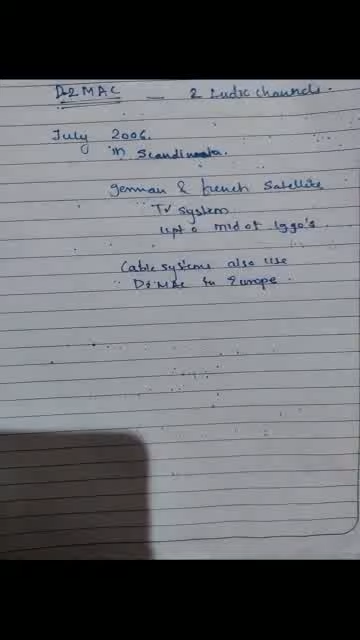 D2MAC — 2 Audio channels.
July 2006.
in Scandinavia.
german & french Satellite
TV System
upto mid of 1990's.
Cable systems also use
D2MAC in Europe.